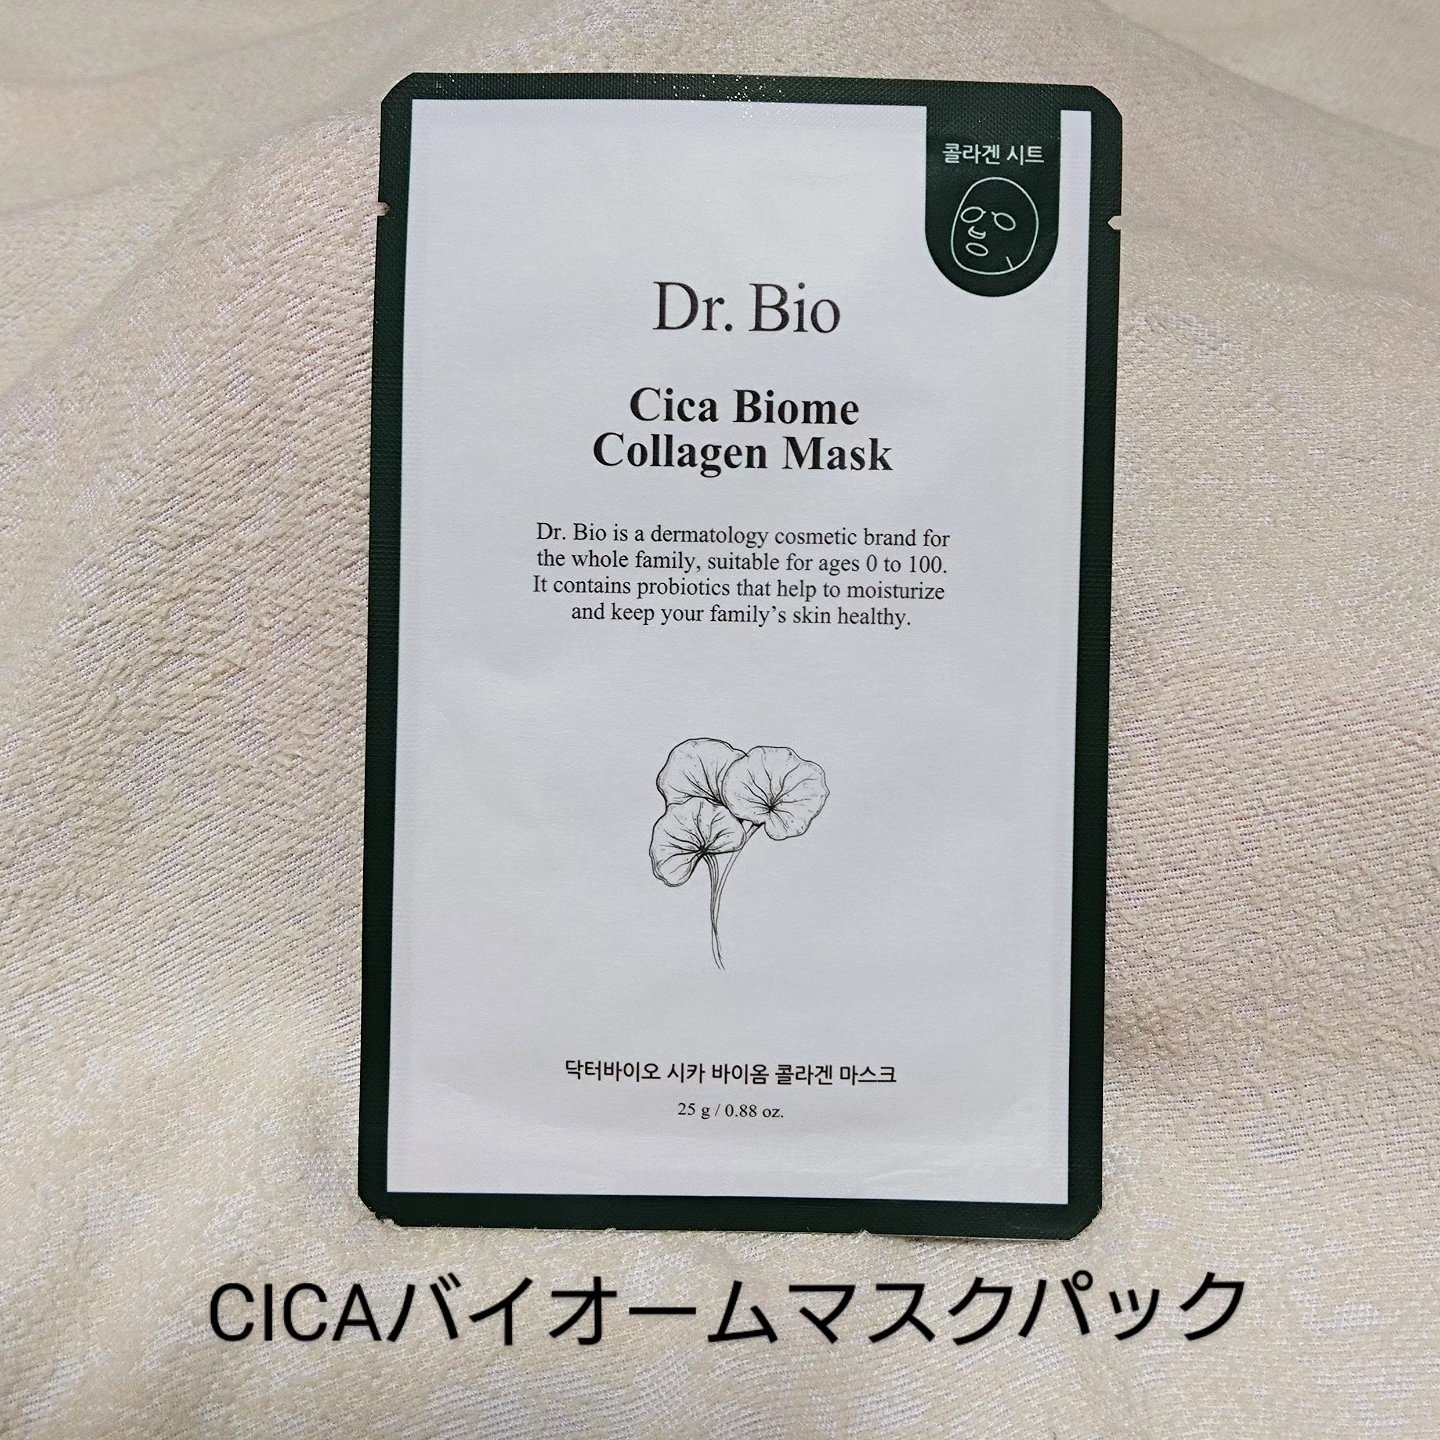 콜라겐 시트
Dr. Bio
Cica Biome
Collagen Mask
Dr. Bio is a dermatology cosmetic brand for
the whole family, suitable for ages 0 to 100.
It contains probiotics that help to moisturize
and keep your family’s skin healthy.
닥터바이오 시카 바이옴 콜라겐 마스크
25 g / 0.88 oz.
CICAバイオームマスクパック